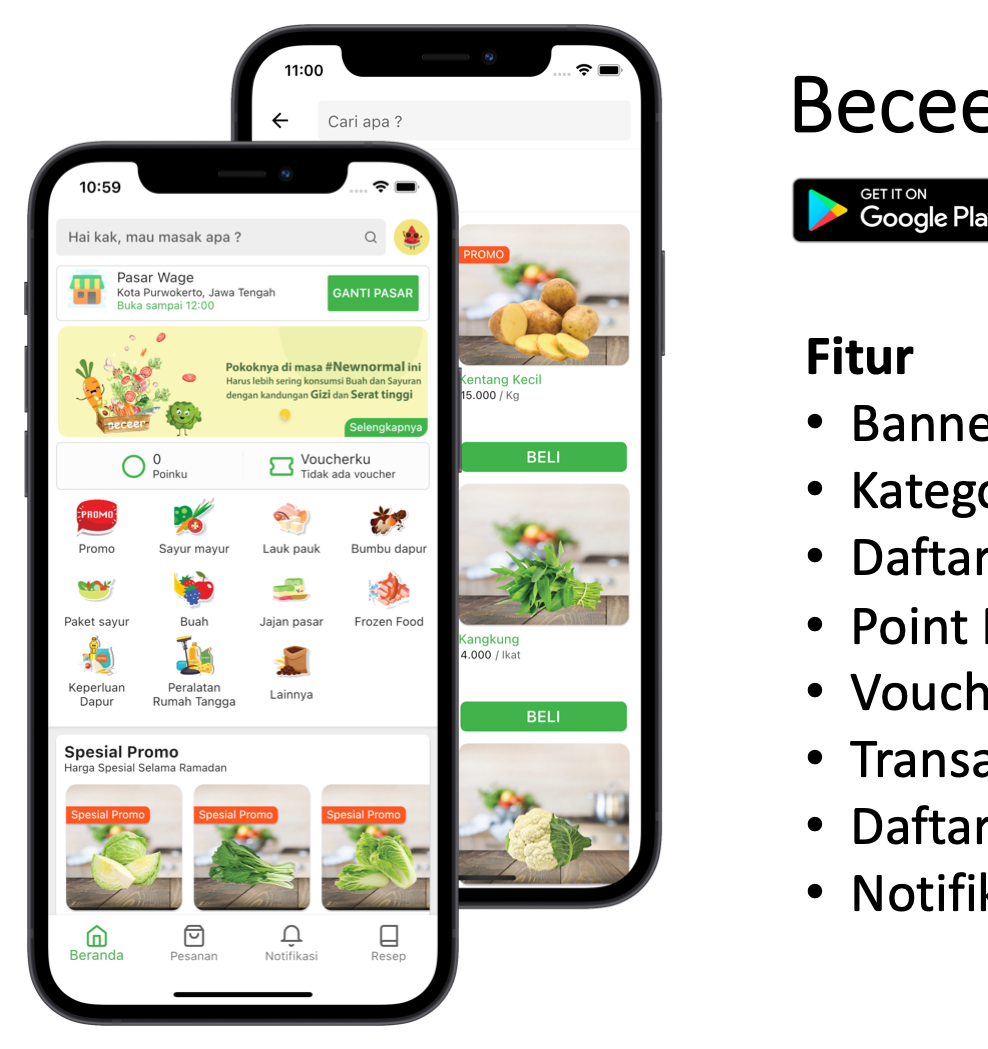 11:00
Cari apa ?
PROMO
Kentang Kecil
15.000 / Kg
BELI
Kangkung
4.000 / Ikat
BELI
10:59
Hai kak, mau masak apa ?
Pasar Wage
Kota Purwokerto, Jawa Tengah
Buka sampai 12:00
GANTI PASAR
beceer
Pokoknya di masa #Newnormal ini
Harus lebih sering konsumsi Buah dan Sayuran
dengan kandungan Gizi dan Serat tinggi
Selengkapnya
0
Poinku
Voucherku
Tidak ada voucher
PROMO
Promo
Sayur mayur
Lauk pauk
Bumbu dapur
Paket sayur
Buah
Jajan pasar
Frozen Food
Keperluan
Dapur
Peralatan
Rumah Tangga
Lainnya
Spesial Promo
Harga Spesial Selama Ramadan
Spesial Promo
Spesial Promo
Spesial Promo
Beranda
Pesanan
Notifikasi
Resep
Becee
GET IT ON
Google Pla
Fitur
• Banne
• Katego
• Daftar
• Point
• Vouch
• Transa
• Daftar
• Notifi